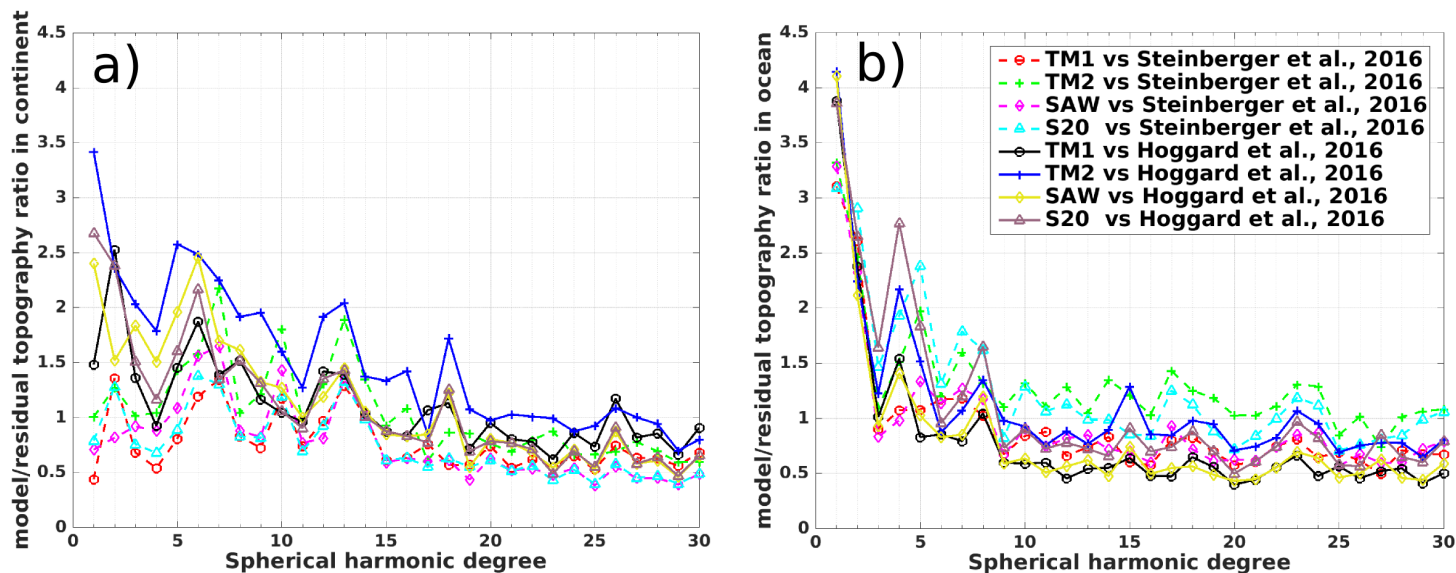 a)
model/residual topography ratio in continent
4.5
4
3.5
3
2.5
2
1.5
1
0.5
0
0 5 10 15 20 25 30
Spherical harmonic degree
b)
model/residual topography ratio in ocean
4.5
4
3.5
3
2.5
2
1.5
1
0.5
0
TM1 vs Steinberger et al., 2016
TM2 vs Steinberger et al., 2016
SAW vs Steinberger et al., 2016
S20 vs Steinberger et al., 2016
TM1 vs Hoggard et al., 2016
TM2 vs Hoggard et al., 2016
SAW vs Hoggard et al., 2016
S20 vs Hoggard et al., 2016
0 5 10 15 20 25 30
Spherical harmonic degree